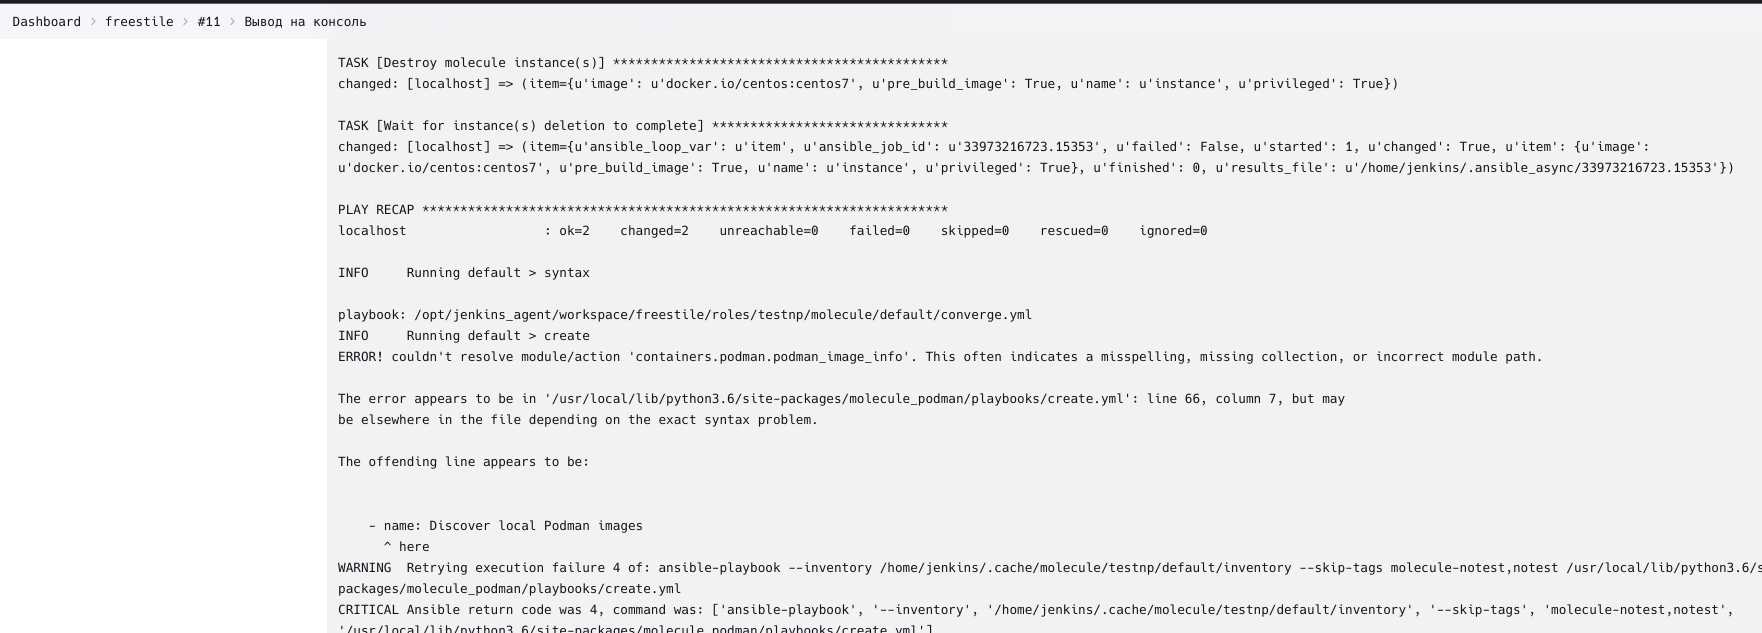 Dashboard > freestile > #11 > Вывод на консоль
TASK [Destroy molecule instance(s)] ********************************************
changed: [localhost] => (item={u'image': u'docker.io/centos:centos7', u'pre_build_image': True, u'name': u'instance', u'privileged': True})
TASK [Wait for instance(s) deletion to complete] *******************************
changed: [localhost] => (item={u'ansible_loop_var': u'item', u'ansible_job_id': u'33973216723.15353', u'failed': False, u'started': 1, u'changed': True, u'item': {u'image':
u'docker.io/centos:centos7', u'pre_build_image': True, u'name': u'instance', u'privileged': True}, u'finished': 0, u'results_file': u'/home/jenkins/.ansible_async/33973216723.15353'})
PLAY RECAP *********************************************************************
localhost                  : ok=2    changed=2    unreachable=0    failed=0    skipped=0    rescued=0    ignored=0
INFO     Running default > syntax
playbook: /opt/jenkins_agent/workspace/freestile/roles/testnp/molecule/default/converge.yml
INFO     Running default > create
ERROR! couldn't resolve module/action 'containers.podman.podman_image_info'. This often indicates a misspelling, missing collection, or incorrect module path.
The error appears to be in '/usr/local/lib/python3.6/site-packages/molecule_podman/playbooks/create.yml': line 66, column 7, but may
be elsewhere in the file depending on the exact syntax problem.
The offending line appears to be:
- name: Discover local Podman images
^ here
WARNING  Retrying execution failure 4 of: ansible-playbook --inventory /home/jenkins/.cache/molecule/testnp/default/inventory --skip-tags molecule-notest,notest /usr/local/lib/python3.6/s
packages/molecule_podman/playbooks/create.yml
CRITICAL Ansible return code was 4, command was: ['ansible-playbook', '--inventory', '/home/jenkins/.cache/molecule/testnp/default/inventory', '--skip-tags', 'molecule-notest,notest',
'/usr/local/lib/python3.6/site-packages/molecule_podman/playbooks/create.yml']